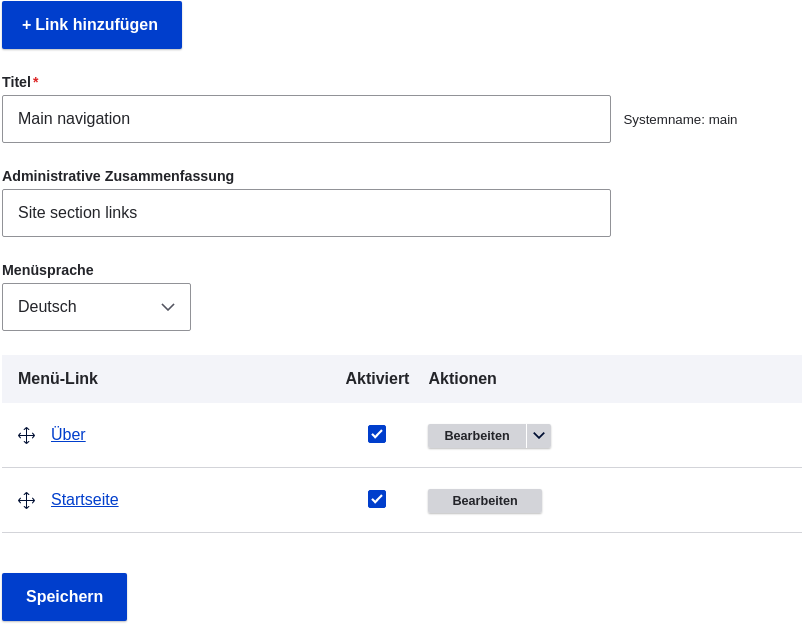 + Link hinzufügen
Titel*
Main navigation
Systemname: main
Administrative Zusammenfassung
Site section links
Menüsprache
Deutsch
Menü-Link Aktiviert Aktionen
Über Bearbeiten
Startseite Bearbeiten
Speichern